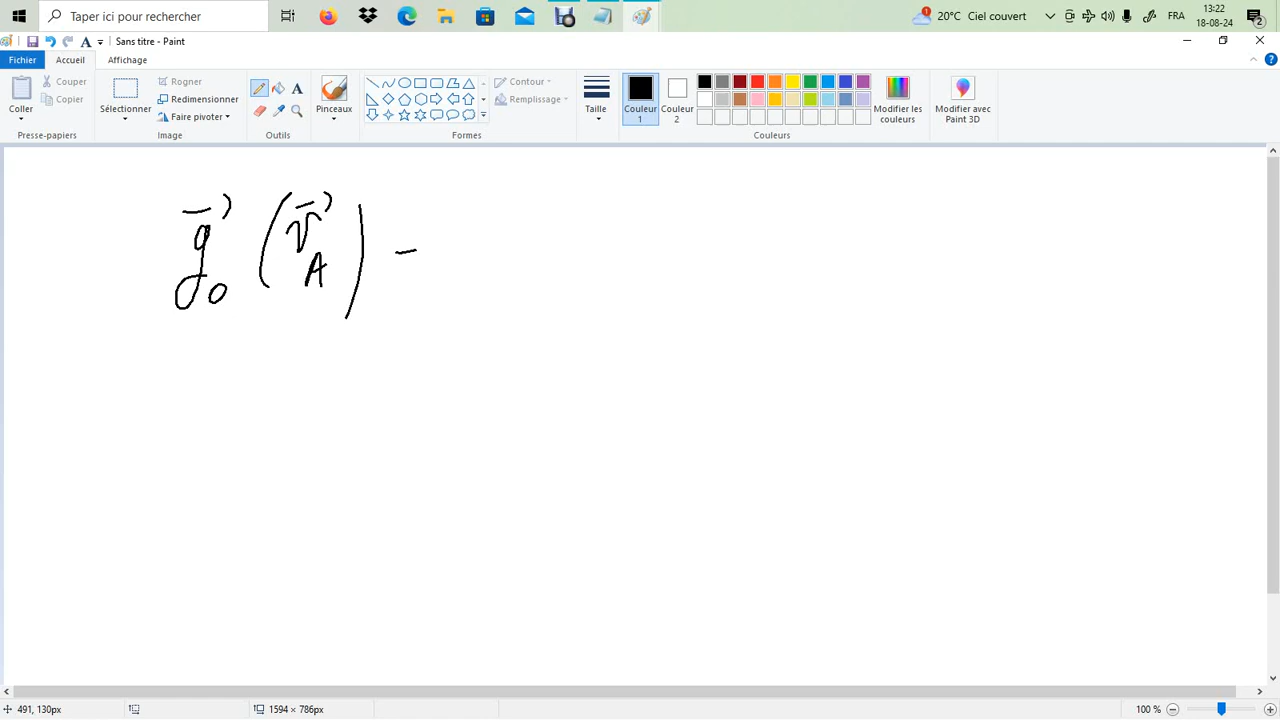 Taper ici pour rechercher
20°C Ciel couvert
FRA
13:22
18-08-24
2
Sans titre - Paint
Fichier
Accueil
Affichage
Coller
Couper
Copier
Presse-papiers
Sélectionner
Rogner
Redimensionner
Faire pivoter
Image
A
Outils
Pinceaux
Contour
Remplissage
Formes
Taille
Couleur
1
Couleur
2
Modifier les
couleurs
Couleurs
Modifier avec
Paint 3D
g⃗₀ (v⃗_A) –
491, 130px
1594 × 786px
100 %